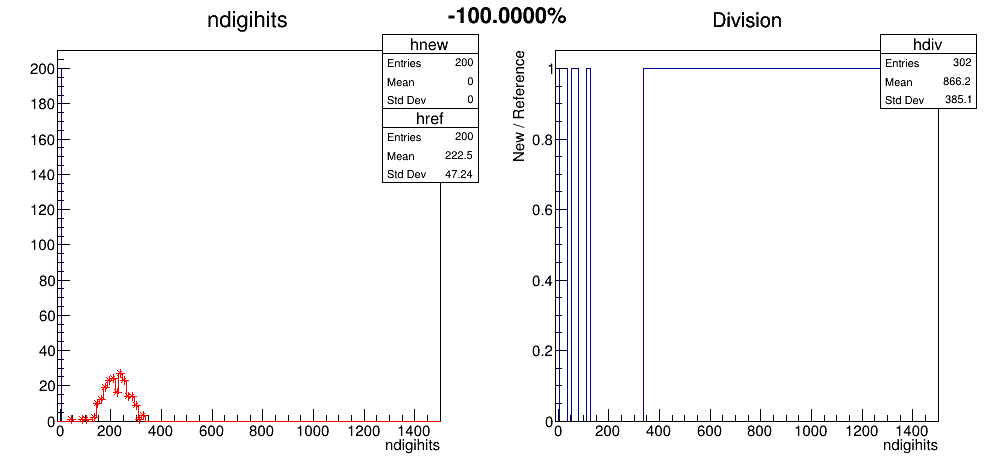 -100.0000%
ndigihits
hnew
Entries 200
Mean 0
Std Dev 0
href
Entries 200
Mean 222.5
Std Dev 47.24
200
180
160
140
120
100
80
60
40
20
0
0 200 400 600 800 1000 1200 1400
ndigihits
Division
hdiv
Entries 302
Mean 866.2
Std Dev 385.1
New / Reference
1
0.8
0.6
0.4
0.2
0
0 200 400 600 800 1000 1200 1400
ndigihits